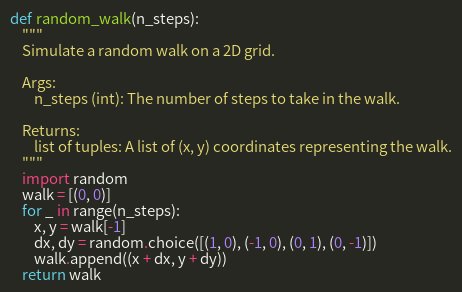 def random_walk(n_steps):
    """
    Simulate a random walk on a 2D grid.

    Args:
        n_steps (int): The number of steps to take in the walk.

    Returns:
        list of tuples: A list of (x, y) coordinates representing the walk.
    """
    import random
    walk = [(0, 0)]
    for _ in range(n_steps):
        x, y = walk[-1]
        dx, dy = random.choice([(1, 0), (-1, 0), (0, 1), (0, -1)])
        walk.append((x + dx, y + dy))
    return walk